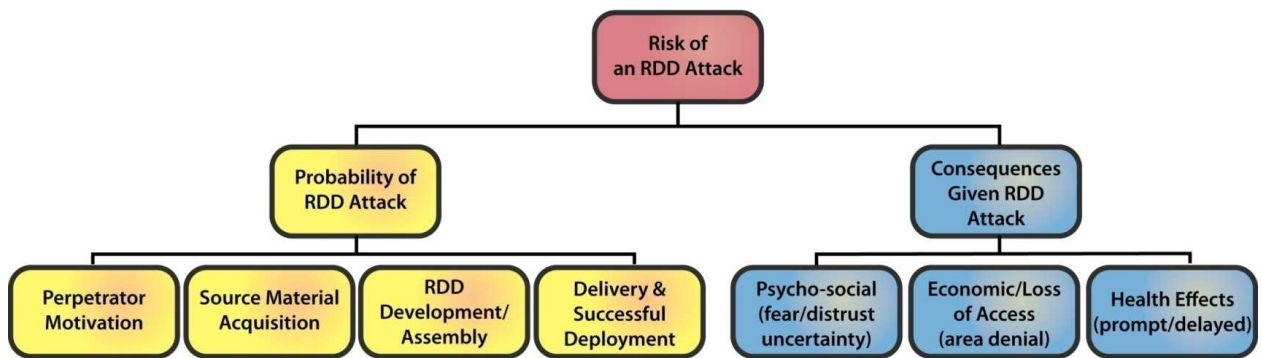 Risk of
an RDD Attack
Probability of
RDD Attack
Consequences
Given RDD
Attack
Perpetrator
Motivation
Source Material
Acquisition
RDD
Development/
Assembly
Delivery &
Successful
Deployment
Psycho-social
(fear/distrust
uncertainty)
Economic/Loss
of Access
(area denial)
Health Effects
(prompt/delayed)